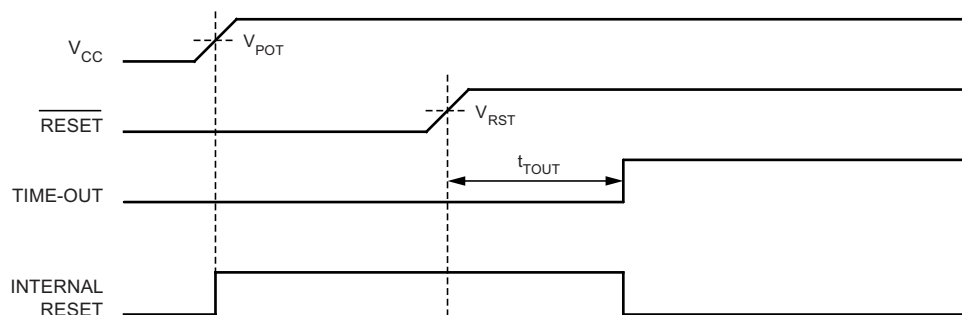 V_CC
V_POT
RESET
V_RST
t_TOUT
TIME-OUT
INTERNAL
RESET